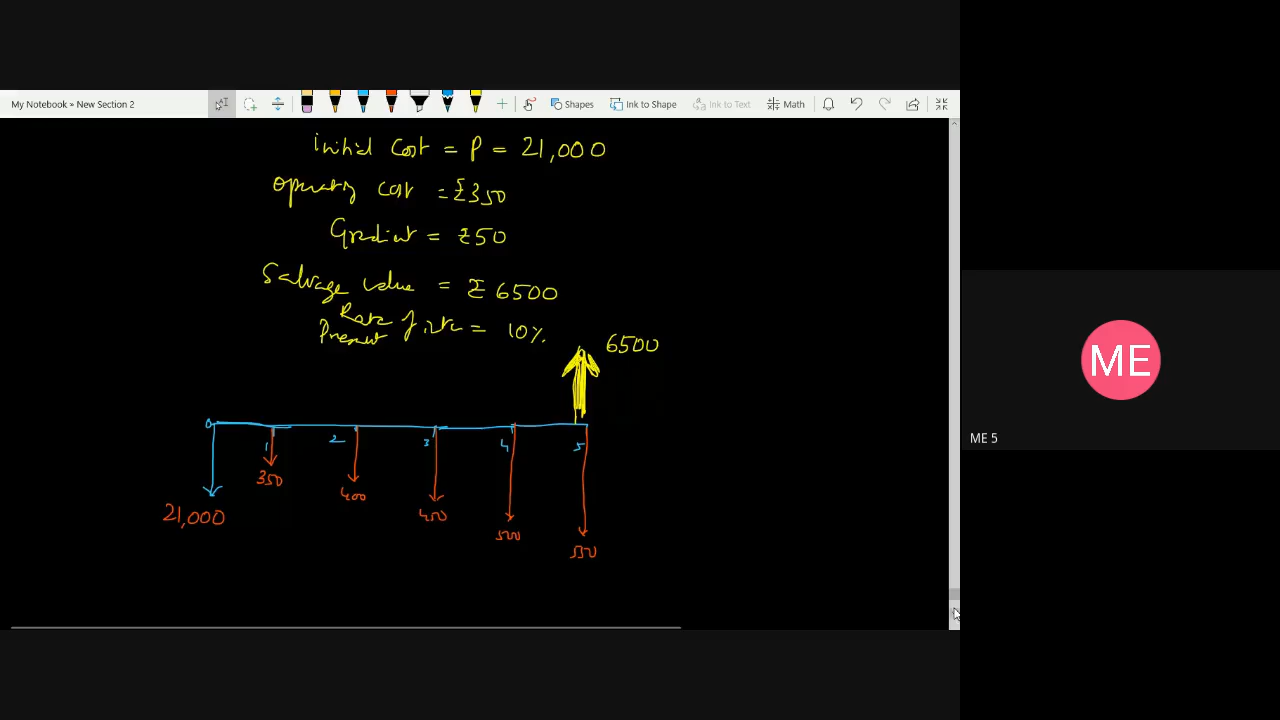 My Notebook » New Section 2
Shapes
Ink to Shape
Ink to Text
Math
Initial Cost = P = 21,000
Operating Cost = ₹350
Gradient = ₹50
Salvage value = ₹ 6500
Rate of = 10%
Present
6500
0
1
2
3
4
5
350
400
450
500
550
21,000
ME
ME 5